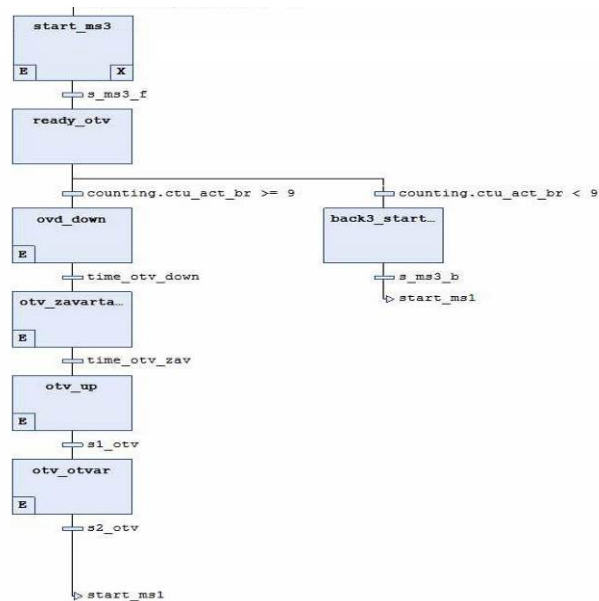 start_ms3
E X
s_ms3_f
ready_otv
counting.ctu_act_br >= 9 counting.ctu_act_br < 9
ovd_down back3_start…
E
time_otv_down s_ms3_b
otv_zavarta… start_ms1
E
time_otv_zav
otv_up
E
s1_otv
otv_otvar
E
s2_otv
start_ms1